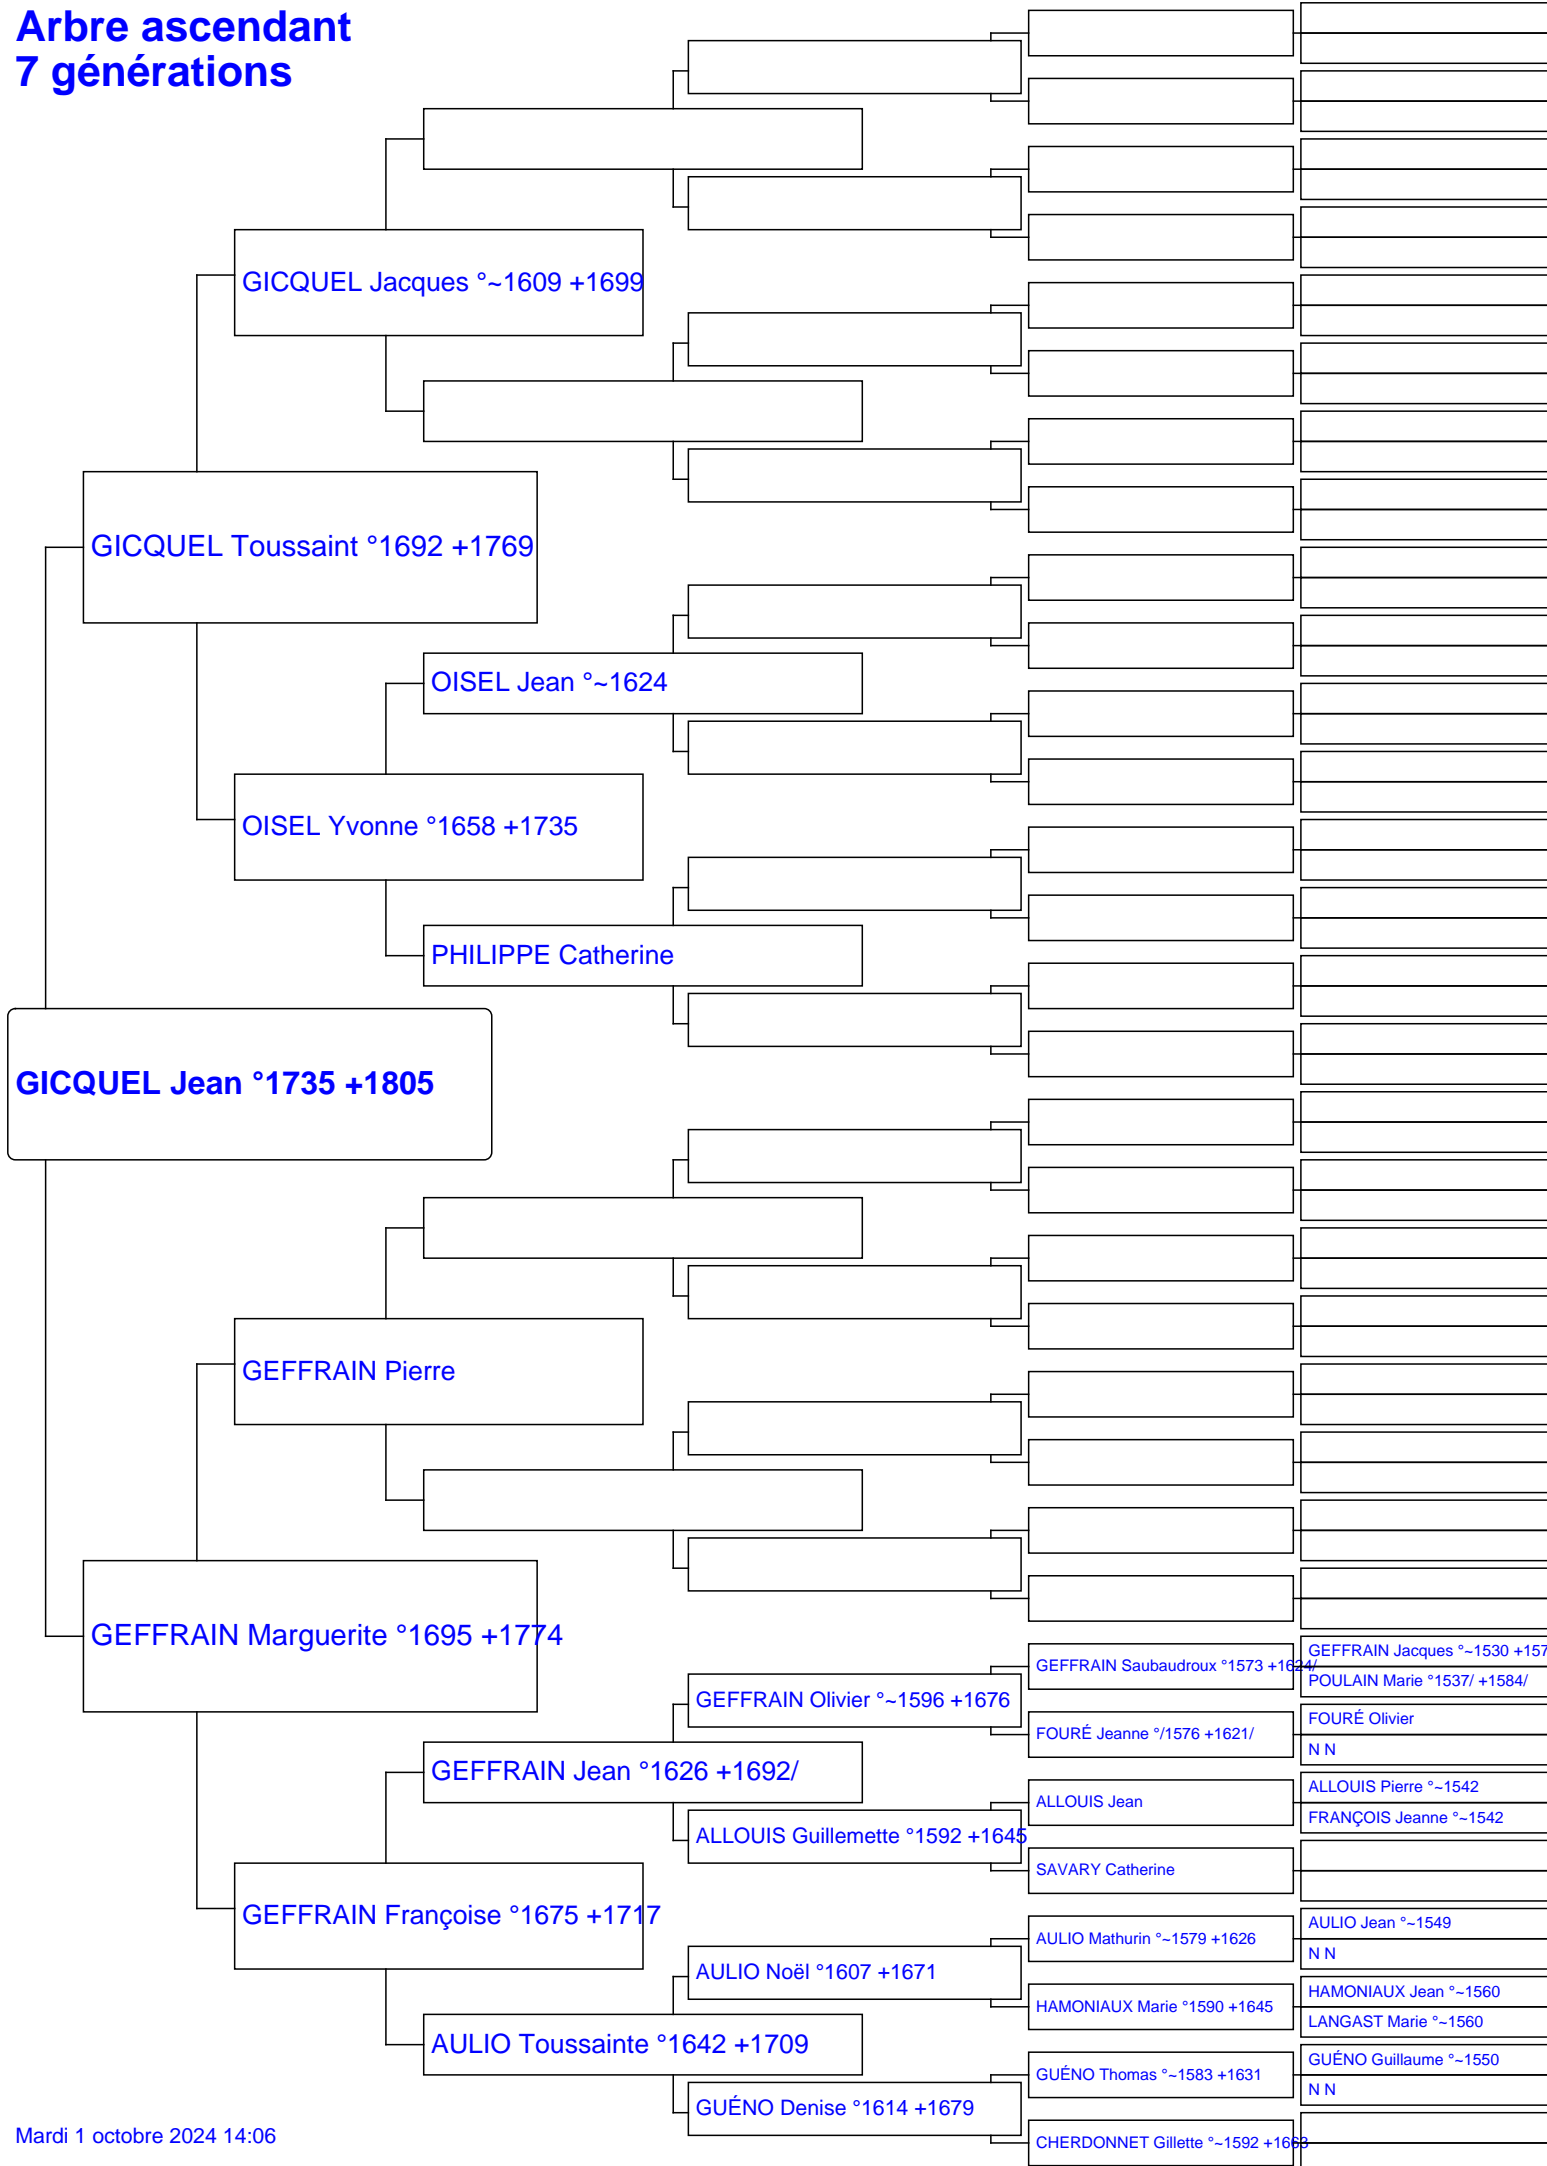 Arbre ascendant
7 générations
GICQUEL Jacques °~1609 +1699
GICQUEL Toussaint °1692 +1769
OISEL Jean °~1624
OISEL Yvonne °1658 +1735
PHILIPPE Catherine
GICQUEL Jean °1735 +1805
GEFFRAIN Pierre
GEFFRAIN Marguerite °1695 +1774
GEFFRAIN Jacques °~1530 +157
GEFFRAIN Saubaudroux °1573 +1624/
POULAIN Marie °1537/ +1584/
GEFFRAIN Olivier °~1596 +1676
FOURÉ Olivier
FOURÉ Jeanne °/1576 +1621/
N N
GEFFRAIN Jean °1626 +1692/
ALLOUIS Pierre °~1542
ALLOUIS Jean
FRANÇOIS Jeanne °~1542
ALLOUIS Guillemette °1592 +1645
SAVARY Catherine
GEFFRAIN Françoise °1675 +1717
AULIO Jean °~1549
AULIO Mathurin °~1579 +1626
N N
AULIO Noël °1607 +1671
HAMONIAUX Jean °~1560
HAMONIAUX Marie °1590 +1645
LANGAST Marie °~1560
AULIO Toussainte °1642 +1709
GUÉNO Guillaume °~1550
GUÉNO Thomas °~1583 +1631
N N
GUÉNO Denise °1614 +1679
CHERDONNET Gillette °~1592 +1663
Mardi 1 octobre 2024 14:06